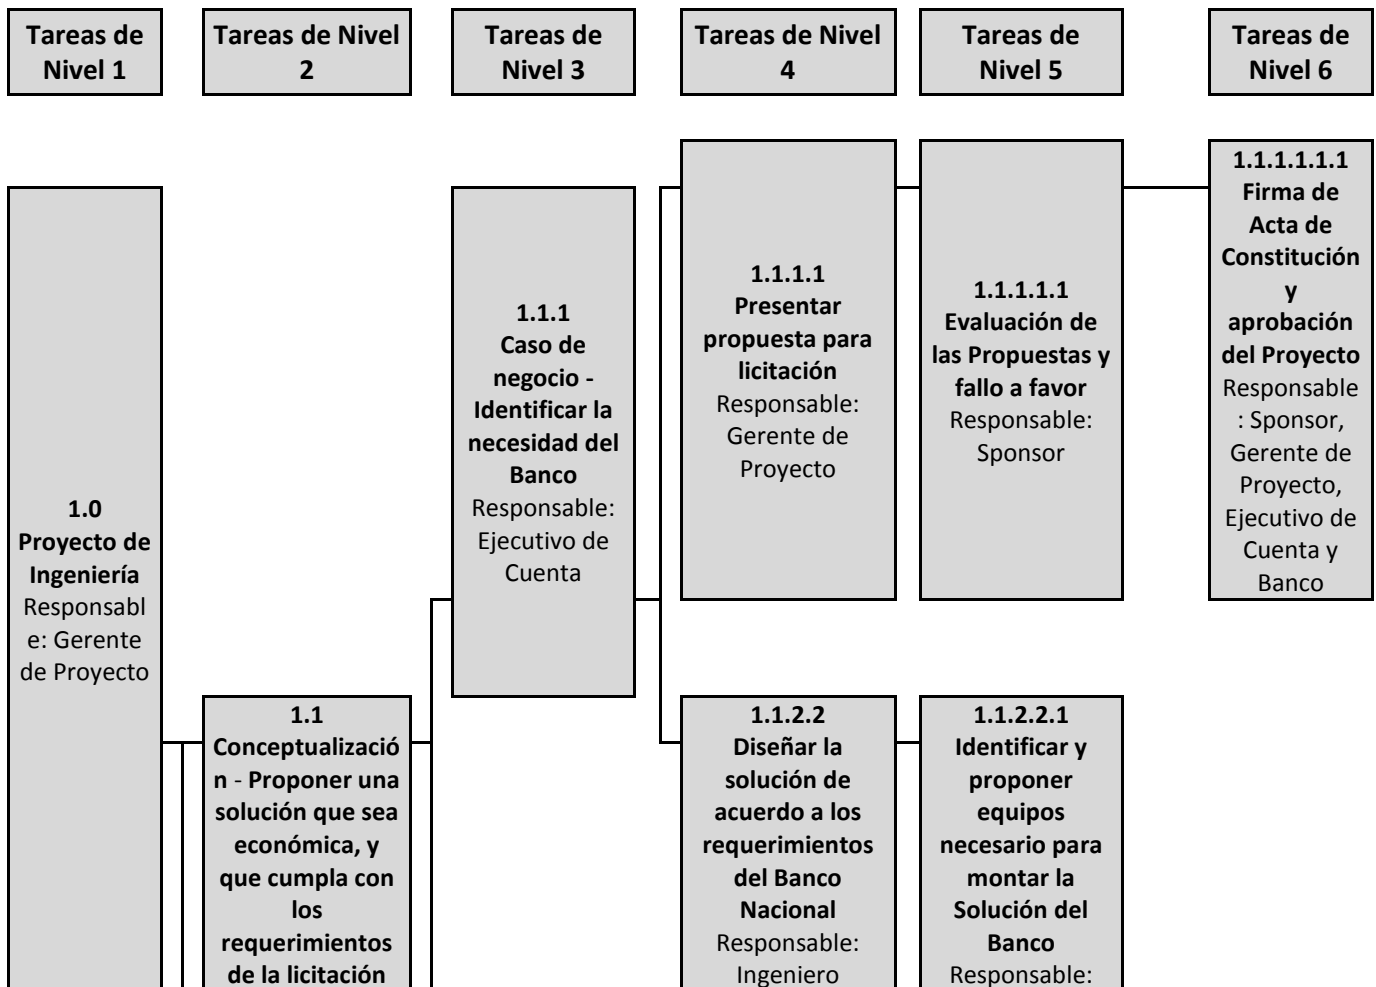 Tareas de
Nivel 1
Tareas de Nivel
2
Tareas de
Nivel 3
Tareas de Nivel
4
Tareas de
Nivel 5
Tareas de
Nivel 6
1.0
Proyecto de
Ingeniería
Responsabl
e: Gerente
de Proyecto
1.1
Conceptualizació
n - Proponer una
solución que sea
económica, y
que cumpla con
los
requerimientos
de la licitación
1.1.1
Caso de
negocio -
Identificar la
necesidad del
Banco
Responsable:
Ejecutivo de
Cuenta
1.1.1.1
Presentar
propuesta para
licitación
Responsable:
Gerente de
Proyecto
1.1.1.1.1
Evaluación de
las Propuestas y
fallo a favor
Responsable:
Sponsor
1.1.1.1.1.1
Firma de
Acta de
Constitución
y
aprobación
del Proyecto
Responsable
: Sponsor,
Gerente de
Proyecto,
Ejecutivo de
Cuenta y
Banco
1.1.2.2
Diseñar la
solución de
acuerdo a los
requerimientos
del Banco
Nacional
Responsable:
Ingeniero
1.1.2.2.1
Identificar y
proponer
equipos
necesario para
montar la
Solución del
Banco
Responsable: